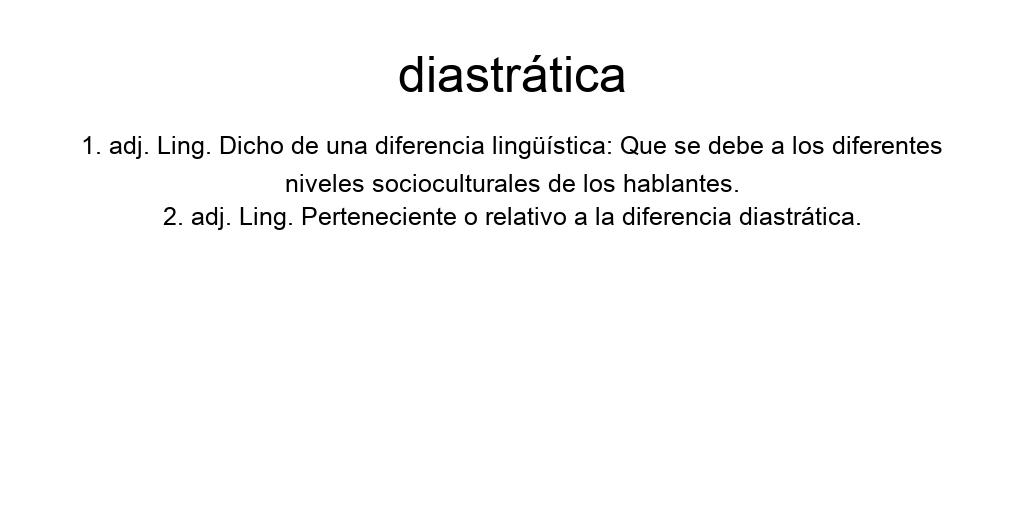 diastrática
1. adj. Ling. Dicho de una diferencia lingüística: Que se debe a los diferentes
niveles socioculturales de los hablantes.
2. adj. Ling. Perteneciente o relativo a la diferencia diastrática.